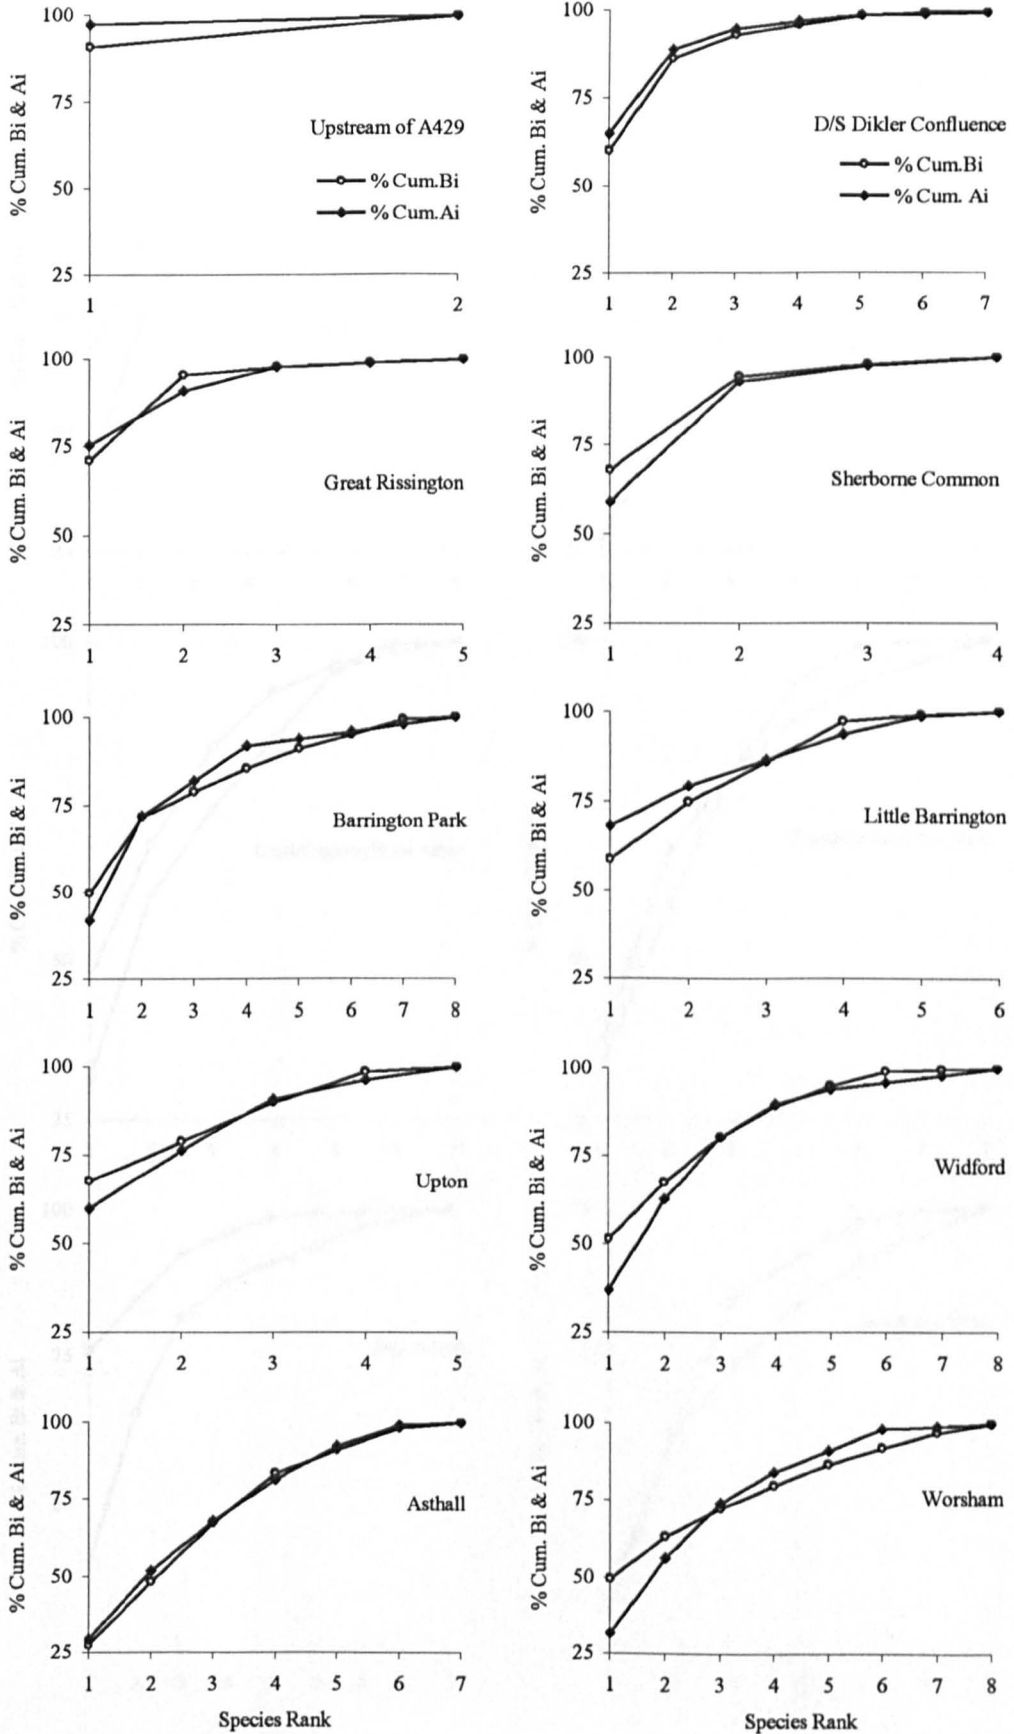 100
75
50
25
% Cum. Bi & Ai
Upstream of A429
% Cum.Bi
% Cum.Ai
1 2
100
75
50
25
% Cum. Bi & Ai
D/S Dikler Confluence
% Cum.Bi
% Cum. Ai
1 2 3 4 5 6 7
100
75
50
25
% Cum. Bi & Ai
Great Rissington
1 2 3 4 5
100
75
50
25
% Cum. Bi & Ai
Sherborne Common
1 2 3 4
100
75
50
25
% Cum. Bi & Ai
Barrington Park
1 2 3 4 5 6 7 8
100
75
50
25
% Cum. Bi & Ai
Little Barrington
1 2 3 4 5 6
100
75
50
25
% Cum. Bi & Ai
Upton
1 2 3 4 5
100
75
50
25
% Cum. Bi & Ai
Widford
1 2 3 4 5 6 7 8
100
75
50
25
% Cum. Bi & Ai
Asthall
1 2 3 4 5 6 7
Species Rank
100
75
50
25
% Cum. Bi & Ai
Worsham
1 2 3 4 5 6 7 8
Species Rank